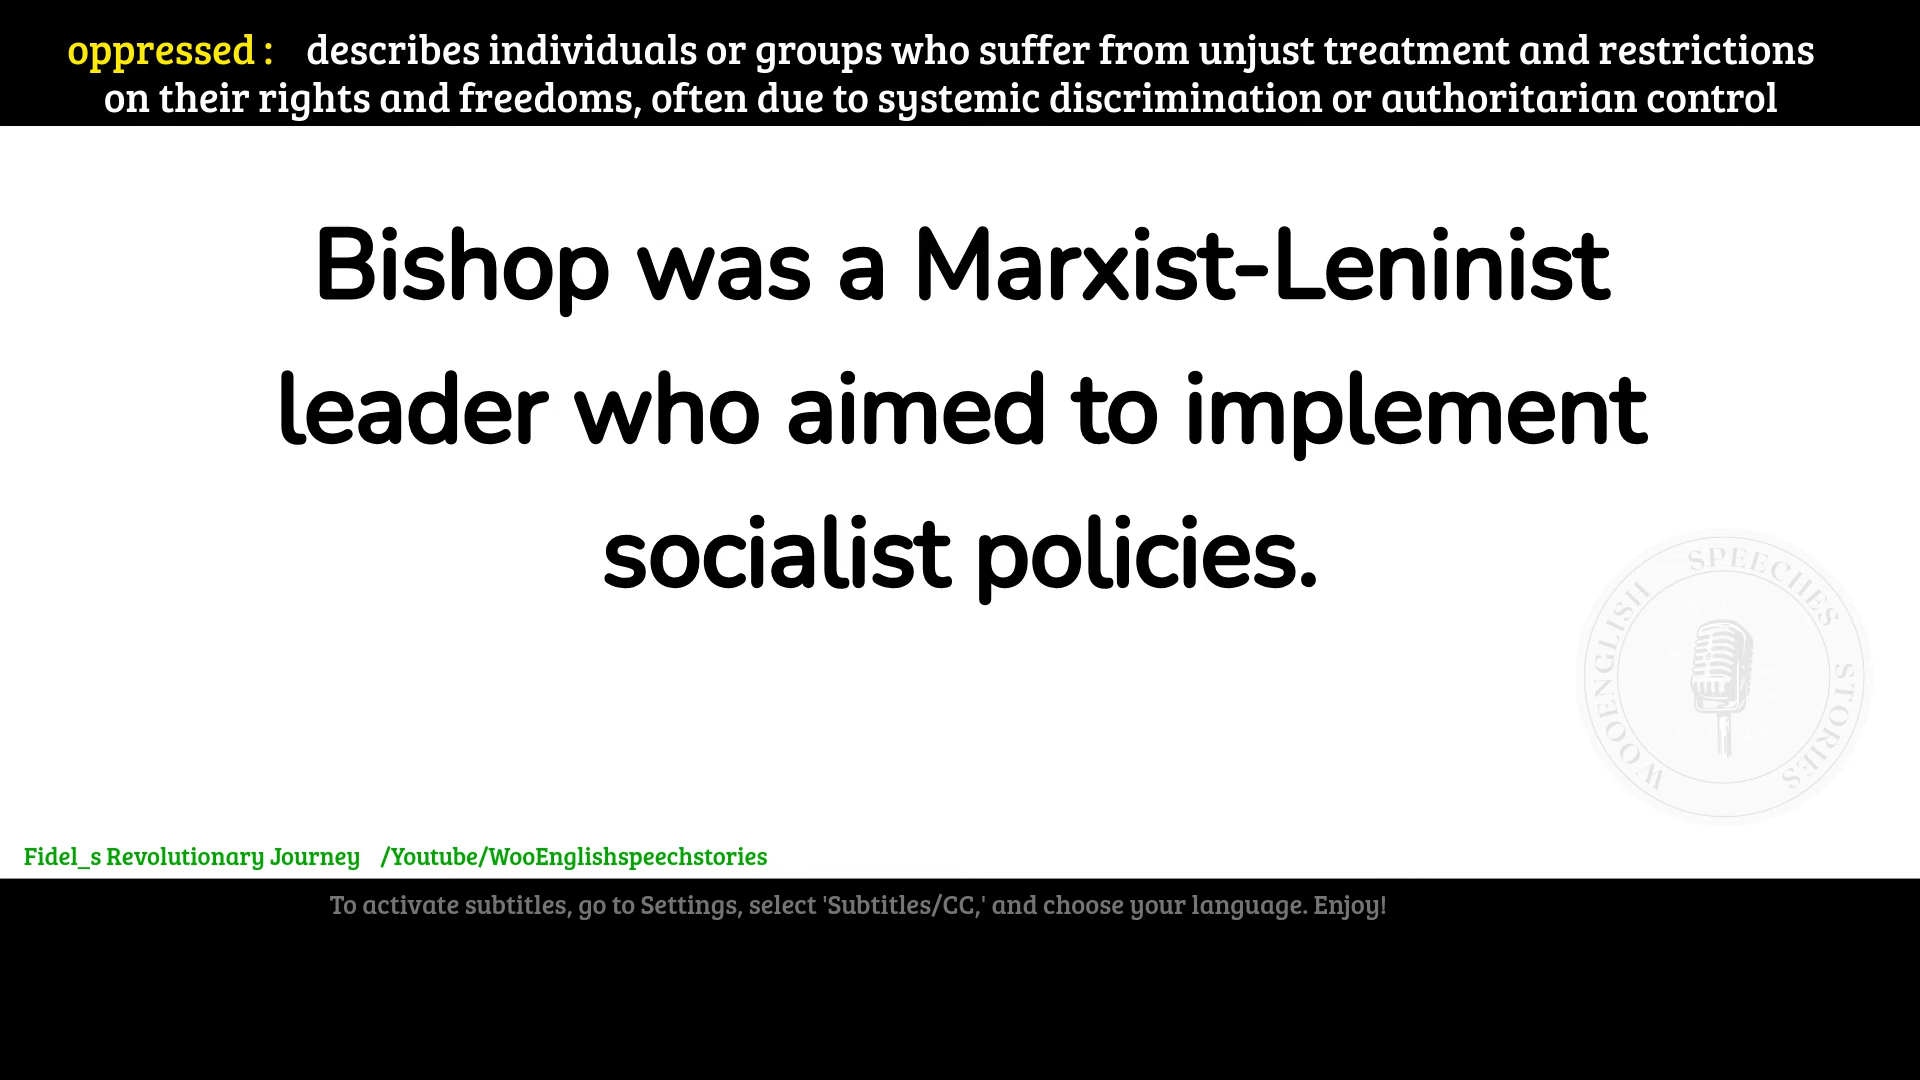 oppressed : describes individuals or groups who suffer from unjust treatment and restrictions
on their rights and freedoms, often due to systemic discrimination or authoritarian control
Bishop was a Marxist-Leninist
leader who aimed to implement
socialist policies.
WOOENGLISH SPEECHES STORIES
Fidel_s Revolutionary Journey /Youtube/WooEnglishspeechstories
To activate subtitles, go to Settings, select 'Subtitles/CC,' and choose your language. Enjoy!